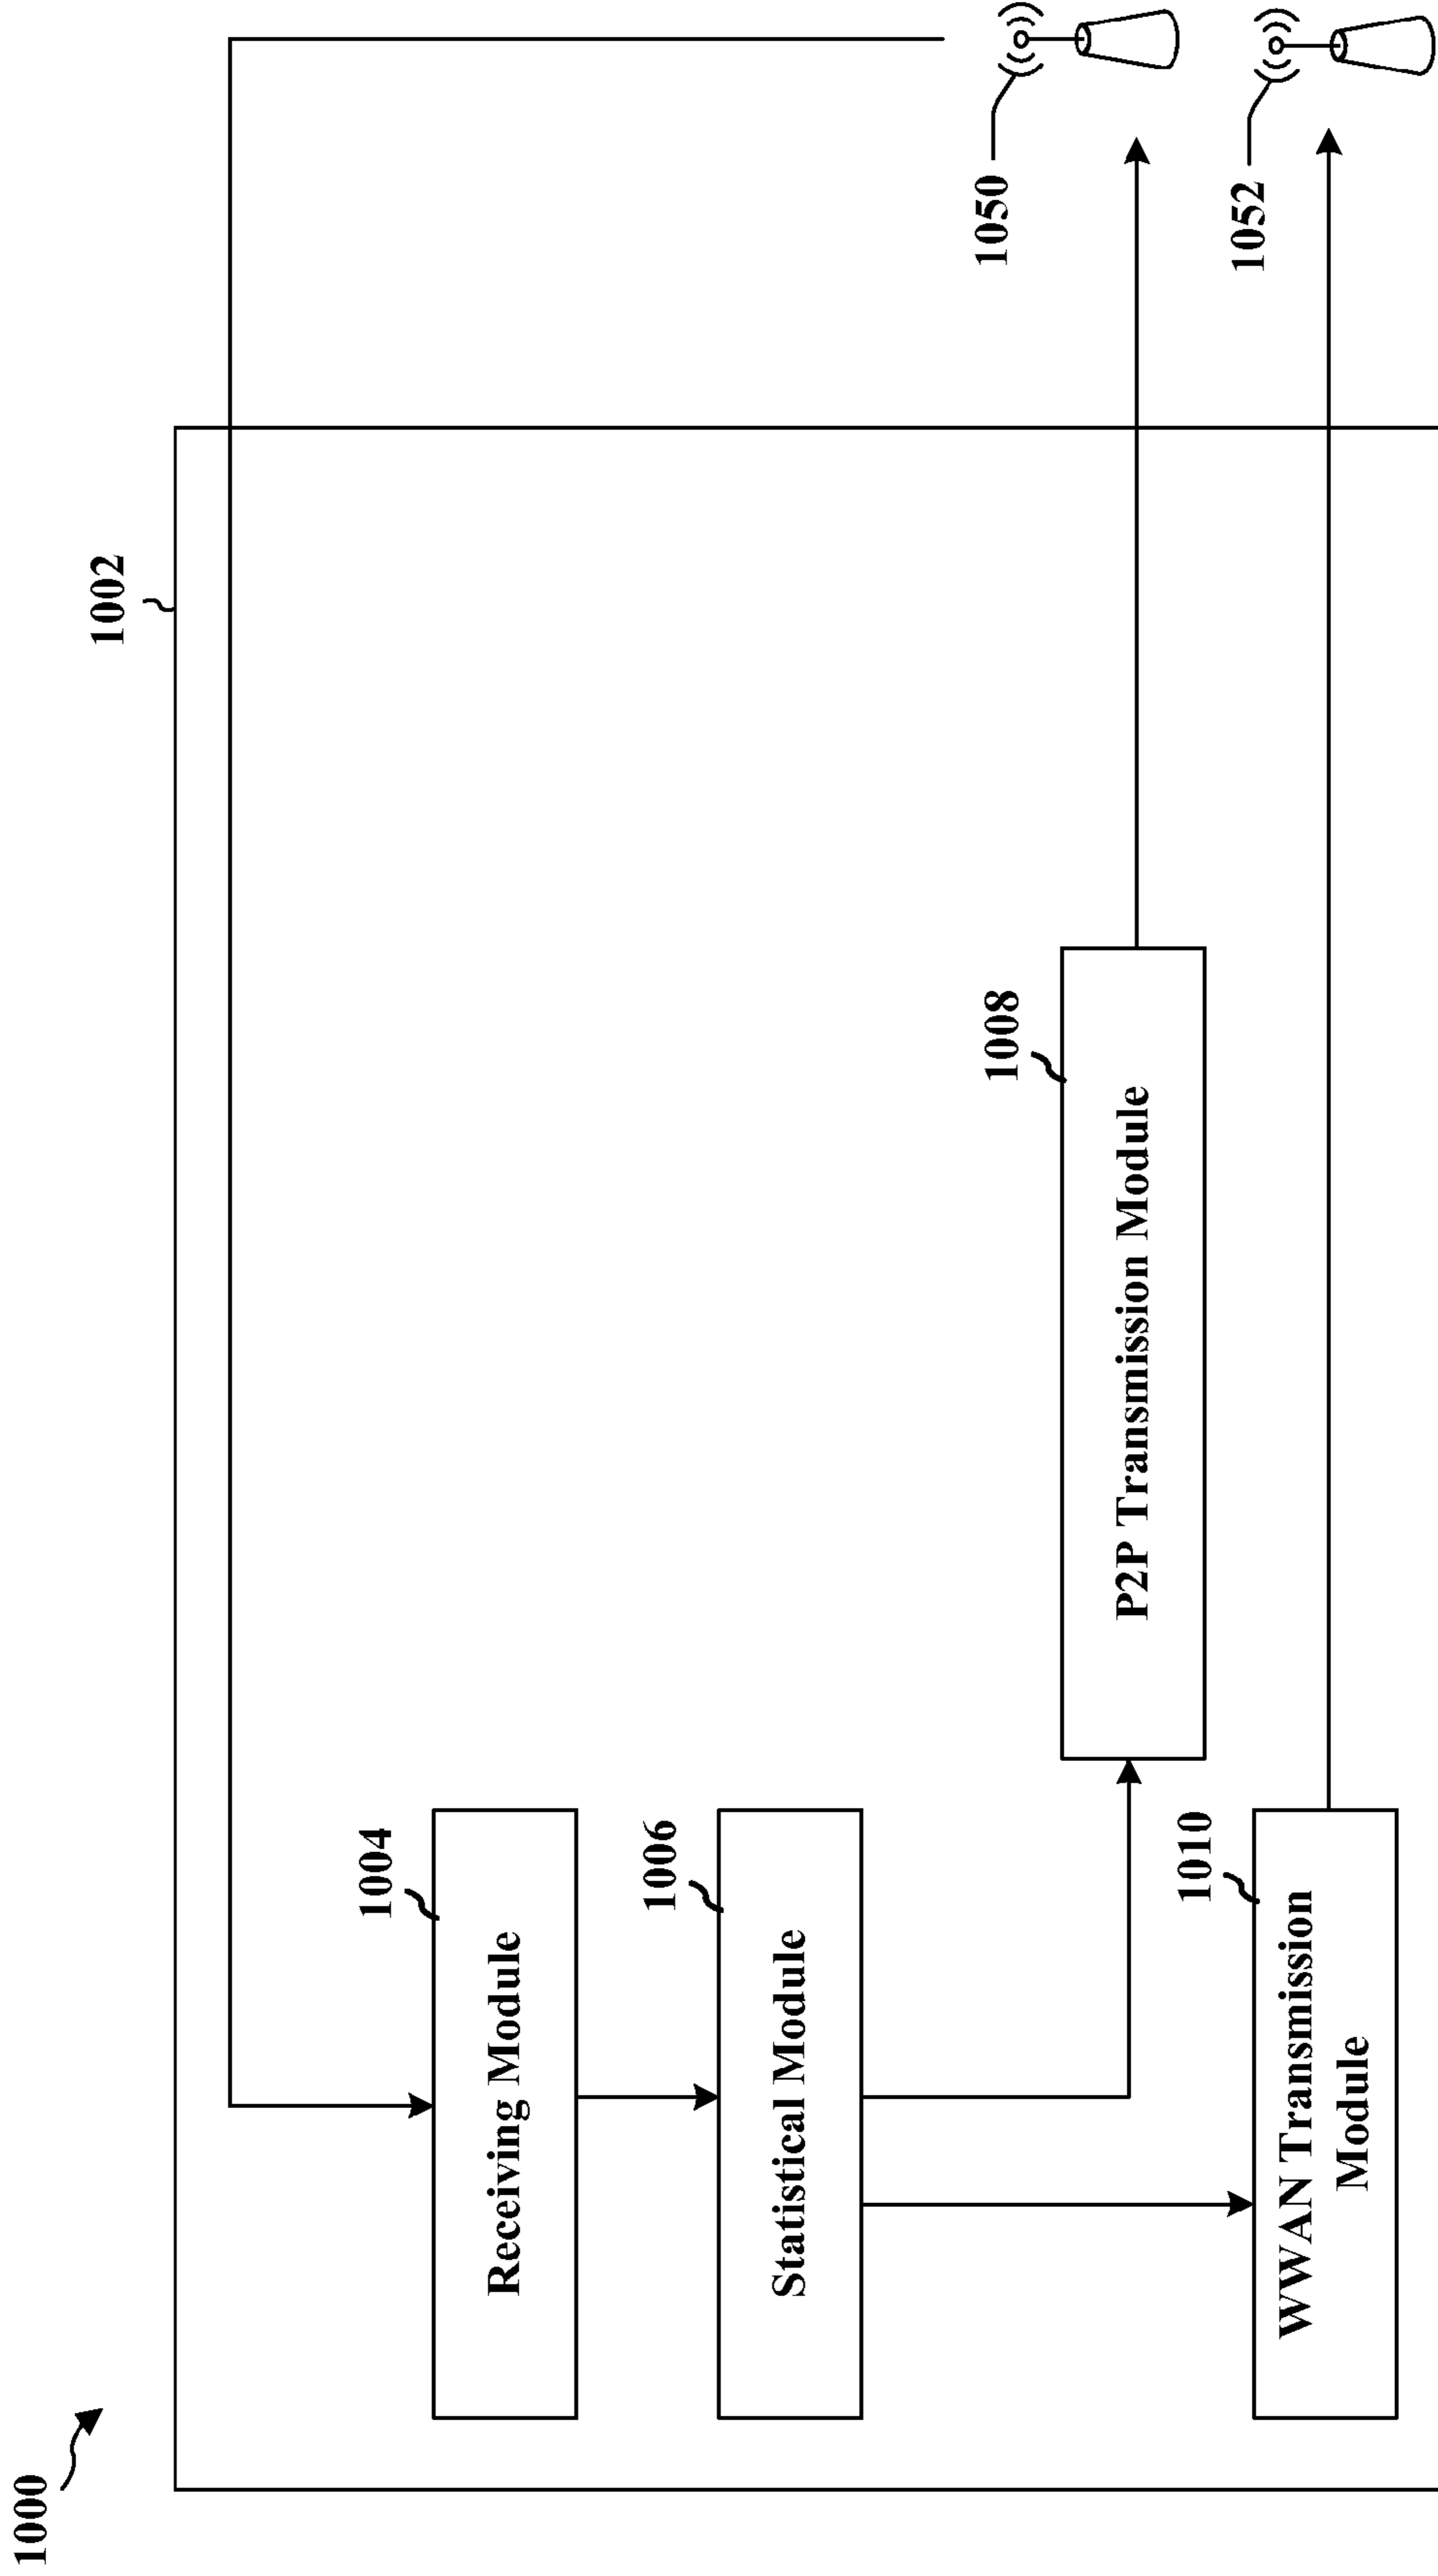 1000
1002
Receiving Module
1004
1050
Statistical Module
1006
P2P Transmission Module
1008
1052
WWAN Transmission
Module
1010